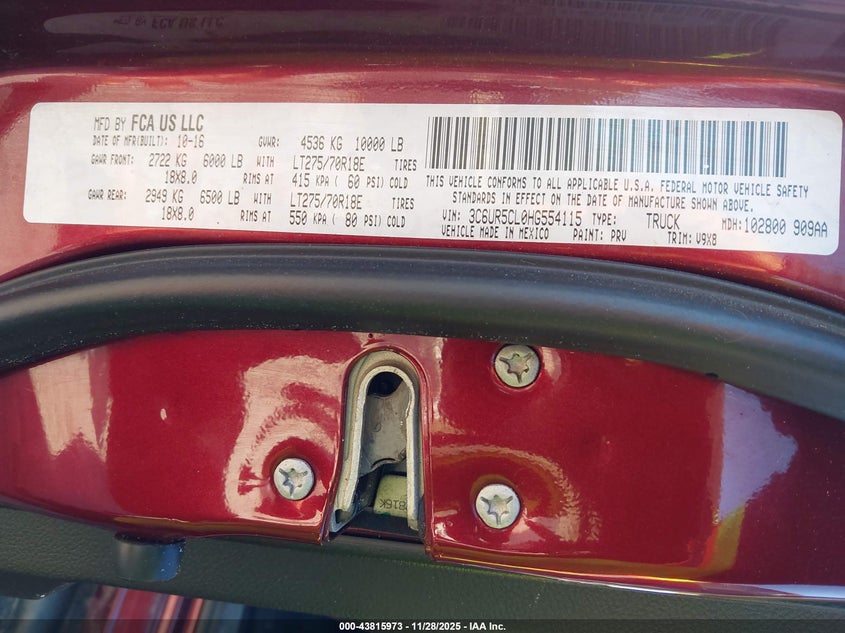 MFD BY FCA US LLC
DATE OF MFR(BUILT): 10-16 GVWR: 4536 KG 10000 LB
GAWR FRONT: 2722 KG 6000 LB WITH LT275/70R18E TIRES
18X8.0 RIMS AT 415 KPA ( 60 PSI) COLD
GAWR REAR: 2949 KG 6500 LB WITH LT275/70R18E TIRES
18X8.0 RIMS AT 550 KPA ( 80 PSI) COLD
THIS VEHICLE CONFORMS TO ALL APPLICABLE U.S.A. FEDERAL MOTOR VEHICLE SAFETY
STANDARDS IN EFFECT ON THE DATE OF MANUFACTURE SHOWN ABOVE.
VIN: 3C6UR5CL0HG554115 TYPE: TRUCK MDH: 102800 909AA
VEHICLE MADE IN MEXICO PAINT: PRV TRIM: V9X8
816K
000-43815973 | 11/28/2025 - IAA Inc.